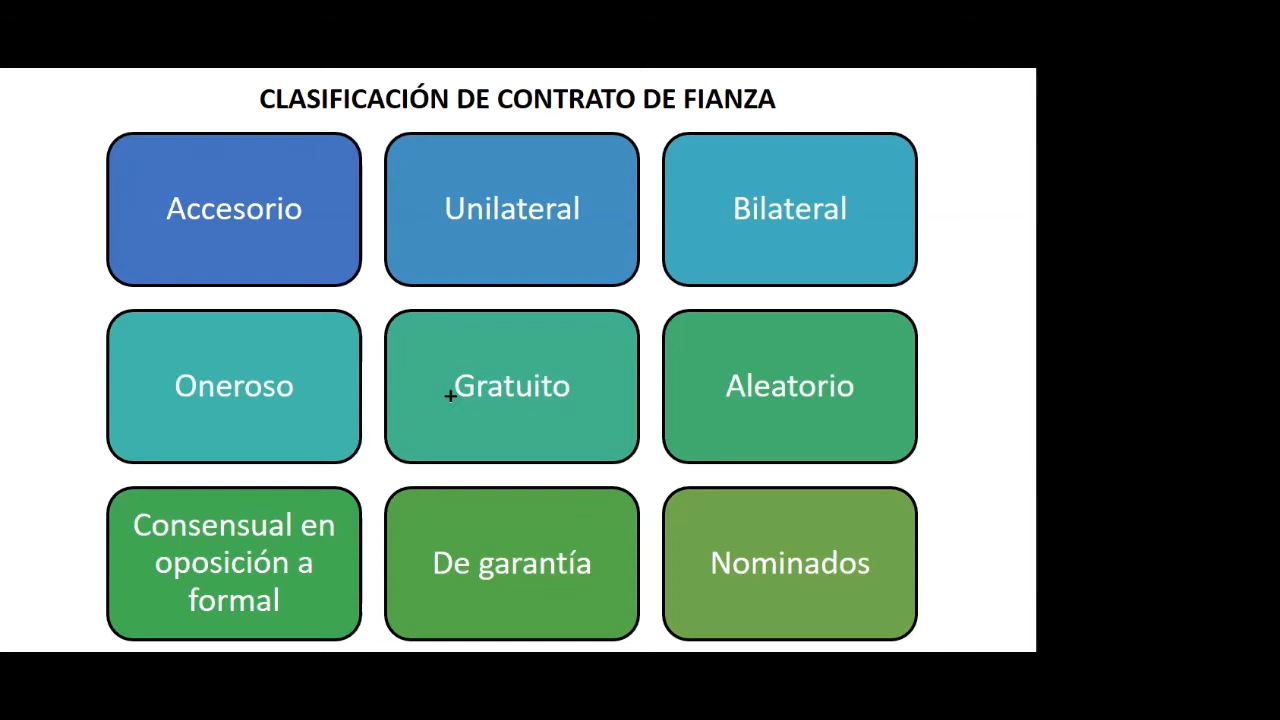 CLASIFICACIÓN DE CONTRATO DE FIANZA
Accesorio
Unilateral
Bilateral
Oneroso
Gratuito
Aleatorio
Consensual en
oposición a
formal
De garantía
Nominados